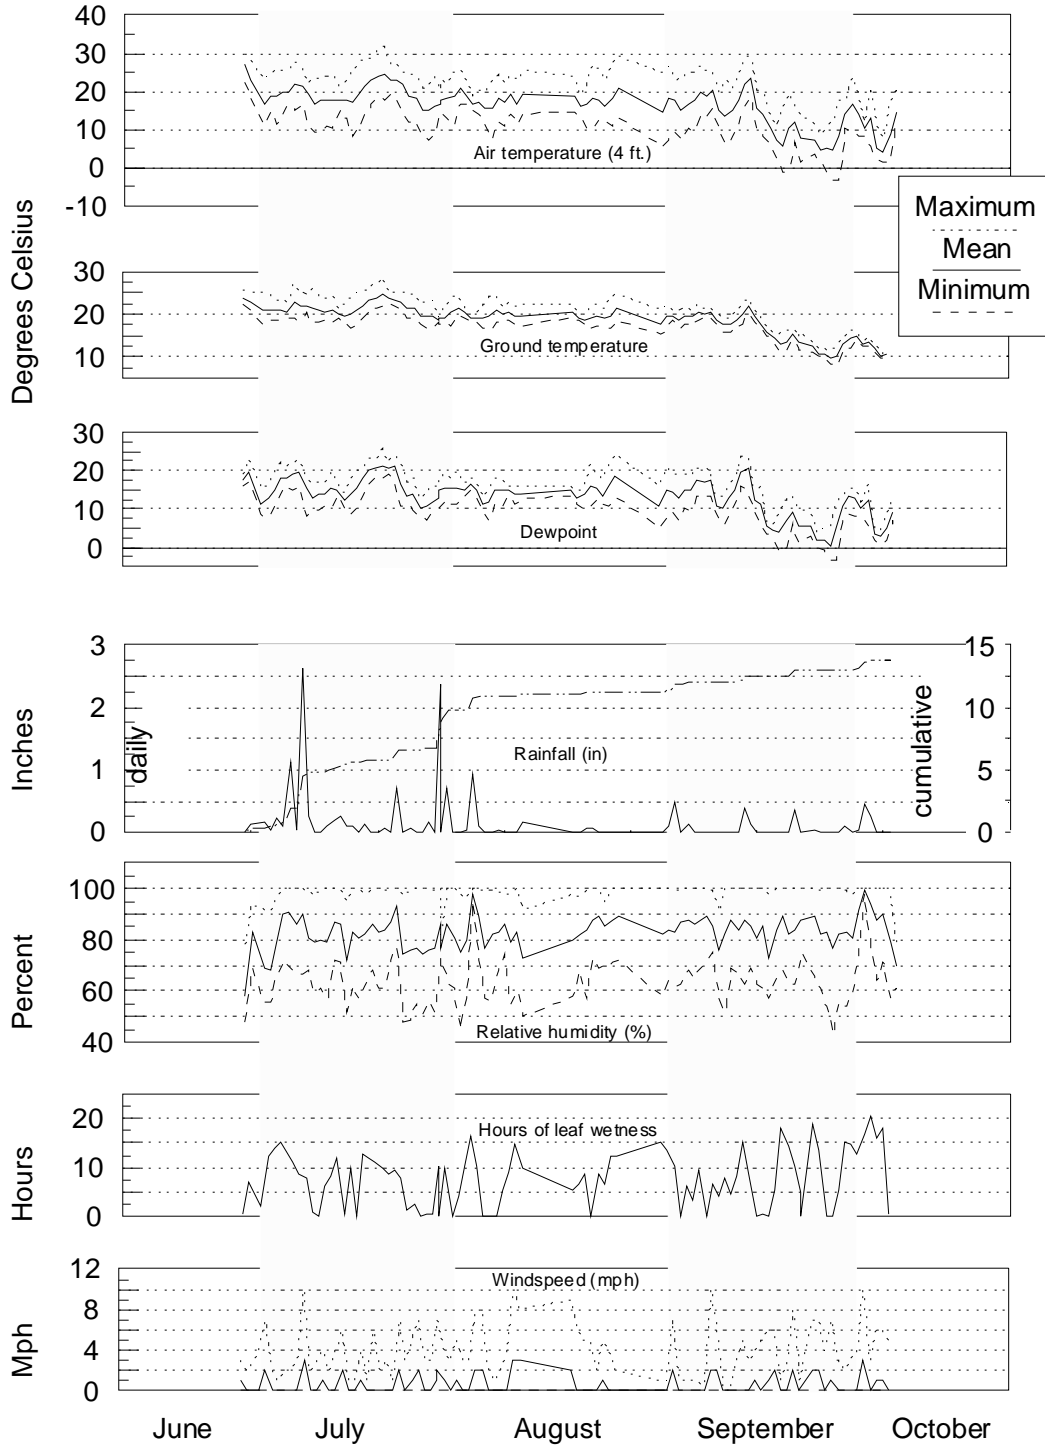 40
30
20
10
0
-10
Air temperature (4 ft.)
Degrees Celsius
Maximum
Mean
Minimum
30
20
10
Ground temperature
30
20
10
0
Dewpoint
3
2
1
0
Inches
daily
Rainfall (in)
cumulative
15
10
5
0
100
80
60
40
Percent
Relative humidity (%)
20
10
0
Hours
Hours of leaf wetness
12
8
4
0
Mph
Windspeed (mph)
June July August September October